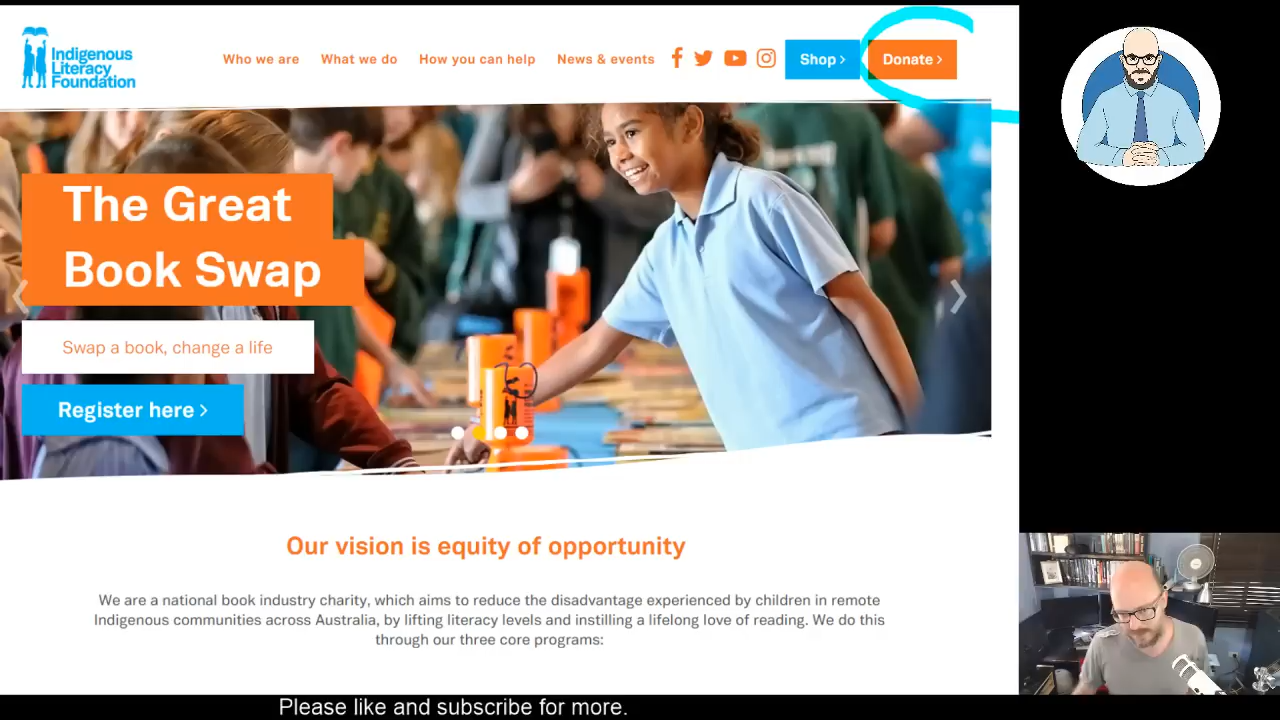 Indigenous
Literacy
Foundation
Who we are
What we do
How you can help
News & events
Shop ›
Donate ›
The Great
Book Swap
Swap a book, change a life
Register here ›
Our vision is equity of opportunity
We are a national book industry charity, which aims to reduce the disadvantage experienced by children in remote
Indigenous communities across Australia, by lifting literacy levels and instilling a lifelong love of reading. We do this
through our three core programs:
Please like and subscribe for more.